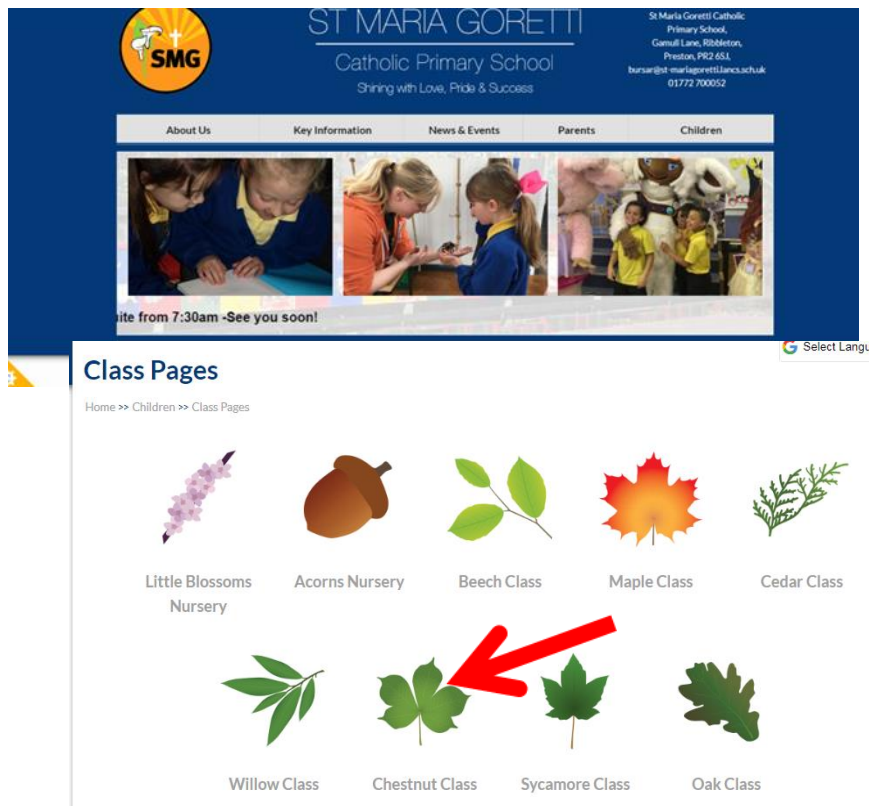 SMG
ST MARIA GORETTI
Catholic Primary School
Shining with Love, Pride & Success
St Maria Goretti Catholic
Primary School,
Gamull Lane, Ribbleton,
Preston, PR2 6SJ,
bursar@st-mariagoretti.lancs.sch.uk
01772 700052
About Us Key Information News & Events Parents Children
ite from 7:30am -See you soon!
Select Langu
Class Pages
Home >> Children >> Class Pages
Little Blossoms Nursery
Acorns Nursery
Beech Class
Maple Class
Cedar Class
Willow Class
Chestnut Class
Sycamore Class
Oak Class